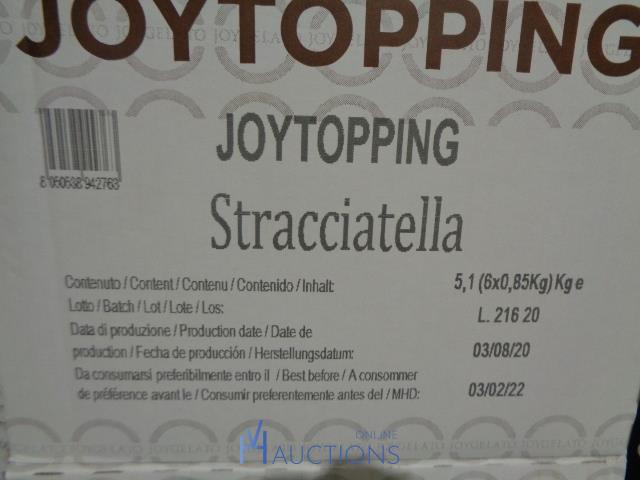 JOYTOPPING
JOYTOPPING
8 050538 942763
Stracciatella
Contenuto / Content / Contenu / Contenido / Inhalt: 5,1 (6x0,85Kg) Kg e
Lotto / Batch / Lot / Lote / Los: L. 216 20
Data di produzione / Production date / Date de
production / Fecha de producción / Herstellungsdatum: 03/08/20
Da consumarsi preferibilmente entro il / Best before / A consommer
de préférence avant le / Consumir preferentemente antes del / MHD: 03/02/22
ONLINE
AUCTIONS
JOYGELATO JOYGELATO